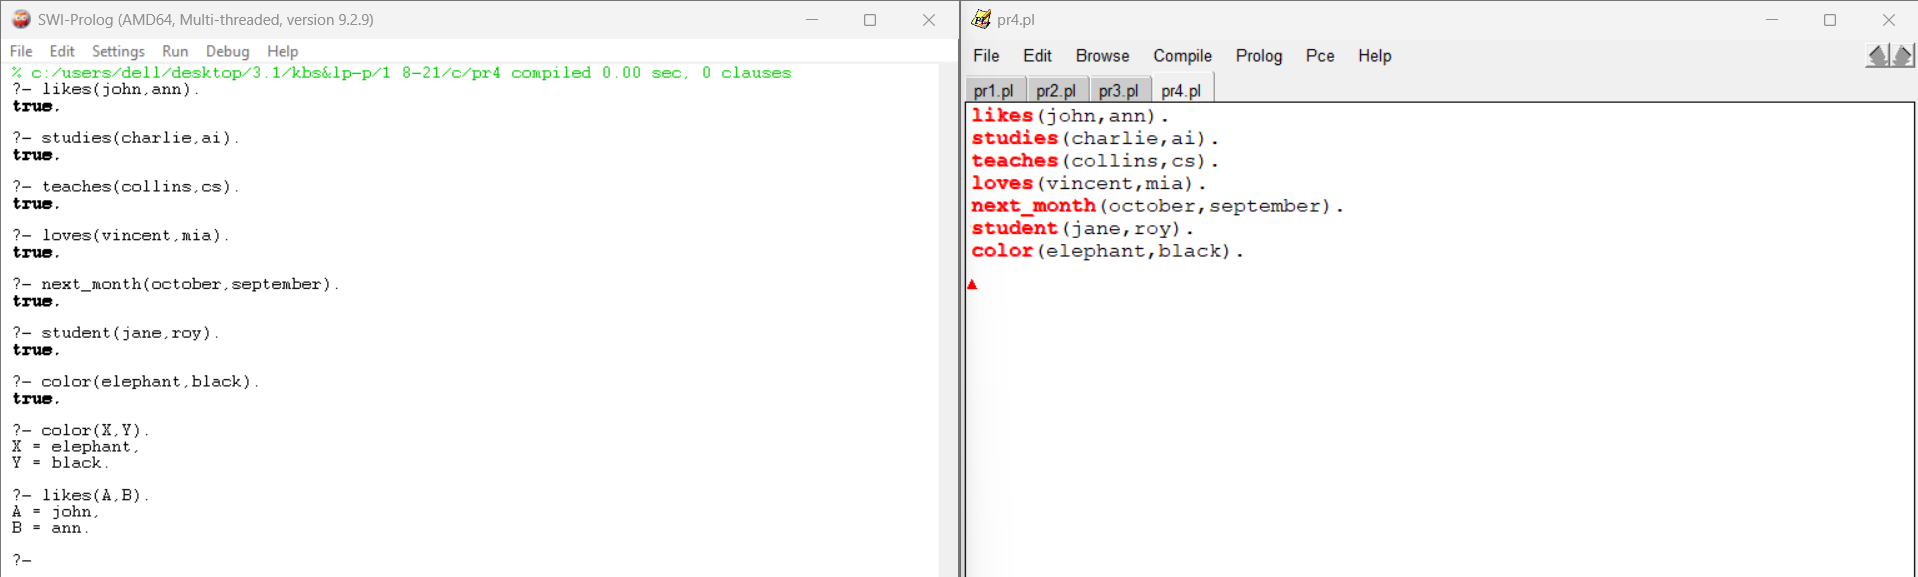 SWI-Prolog (AMD64, Multi-threaded, version 9.2.9)
File Edit Settings Run Debug Help
% c:/users/dell/desktop/3.1/kbs&lp-p/1 8-21/c/pr4 compiled 0.00 sec, 0 clauses
?- likes(john,ann).
true.
?- studies(charlie,ai).
true.
?- teaches(collins,cs).
true.
?- loves(vincent,mia).
true.
?- next_month(october,september).
true.
?- student(jane,roy).
true.
?- color(elephant,black).
true.
?- color(X,Y).
X = elephant,
Y = black.
?- likes(A,B).
A = john,
B = ann.
?-
pr4.pl
File Edit Browse Compile Prolog Pce Help
pr1.pl pr2.pl pr3.pl pr4.pl
likes(john,ann).
studies(charlie,ai).
teaches(collins,cs).
loves(vincent,mia).
next_month(october,september).
student(jane,roy).
color(elephant,black).